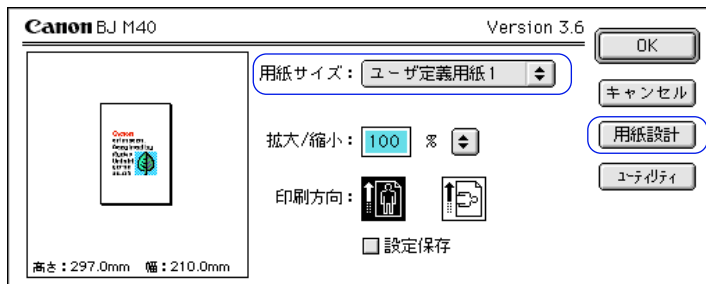 Canon BJ M40 Version 3.6
用紙サイズ：ユーザ定義用紙1
拡大/縮小：100 %
印刷方向：
設定保存
高さ：297.0mm 幅：210.0mm
OK
キャンセル
用紙設計
ユーティリティ
Canon